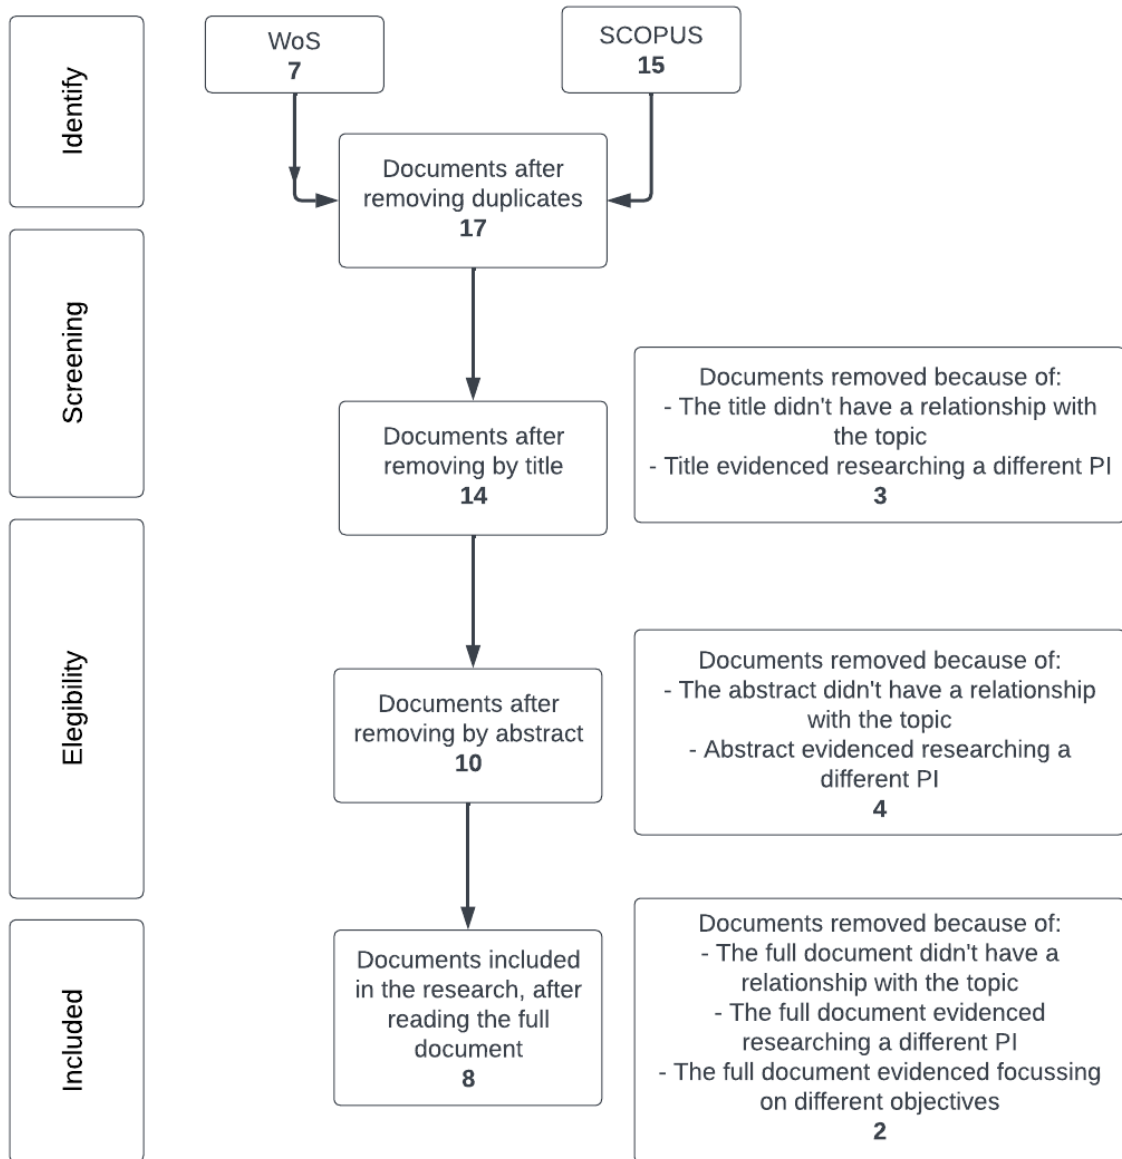 Identify
WoS
7
SCOPUS
15
Documents after
removing duplicates
17
Screening
Documents after
removing by title
14
Documents removed because of:
- The title didn't have a relationship with
the topic
- Title evidenced researching a different PI
3
Elegibility
Documents after
removing by abstract
10
Documents removed because of:
- The abstract didn't have a relationship
with the topic
- Abstract evidenced researching a
different PI
4
Included
Documents included
in the research, after
reading the full
document
8
Documents removed because of:
- The full document didn't have a
relationship with the topic
- The full document evidenced
researching a different PI
- The full document evidenced focussing
on different objectives
2